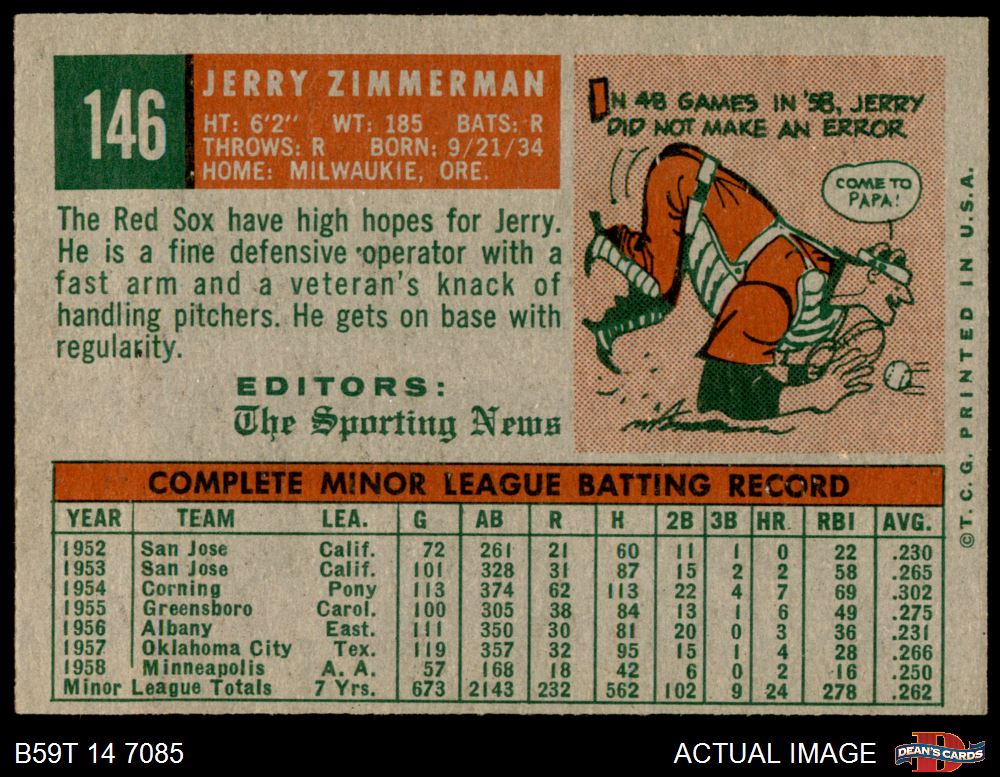 146
JERRY ZIMMERMAN
HT: 6'2" WT: 185 BATS: R
THROWS: R BORN: 9/21/34
HOME: MILWAUKIE, ORE.
The Red Sox have high hopes for Jerry.
He is a fine defensive operator with a
fast arm and a veteran's knack of
handling pitchers. He gets on base with
regularity.
EDITORS:
The Sporting News
IN 48 GAMES IN '58, JERRY
DID NOT MAKE AN ERROR
COME TO
PAPA!
©T. C. G. PRINTED IN U. S. A.
COMPLETE MINOR LEAGUE BATTING RECORD
YEAR TEAM LEA. G AB R H 2B 3B HR. RBI AVG.
1952 San Jose Calif. 72 261 21 60 11 1 0 22 .230
1953 San Jose Calif. 101 328 31 87 15 2 2 58 .265
1954 Corning Pony 113 374 62 113 22 4 7 69 .302
1955 Greensboro Carol. 100 305 38 84 13 1 6 49 .275
1956 Albany East. 111 350 30 81 20 0 3 36 .231
1957 Oklahoma City Tex. 119 357 32 95 15 1 4 28 .266
1958 Minneapolis A. A. 57 168 18 42 6 0 2 16 .250
Minor League Totals 7 Yrs. 673 2143 232 562 102 9 24 278 .262
B59T 14 7085
ACTUAL IMAGE
D
DEAN'S CARDS